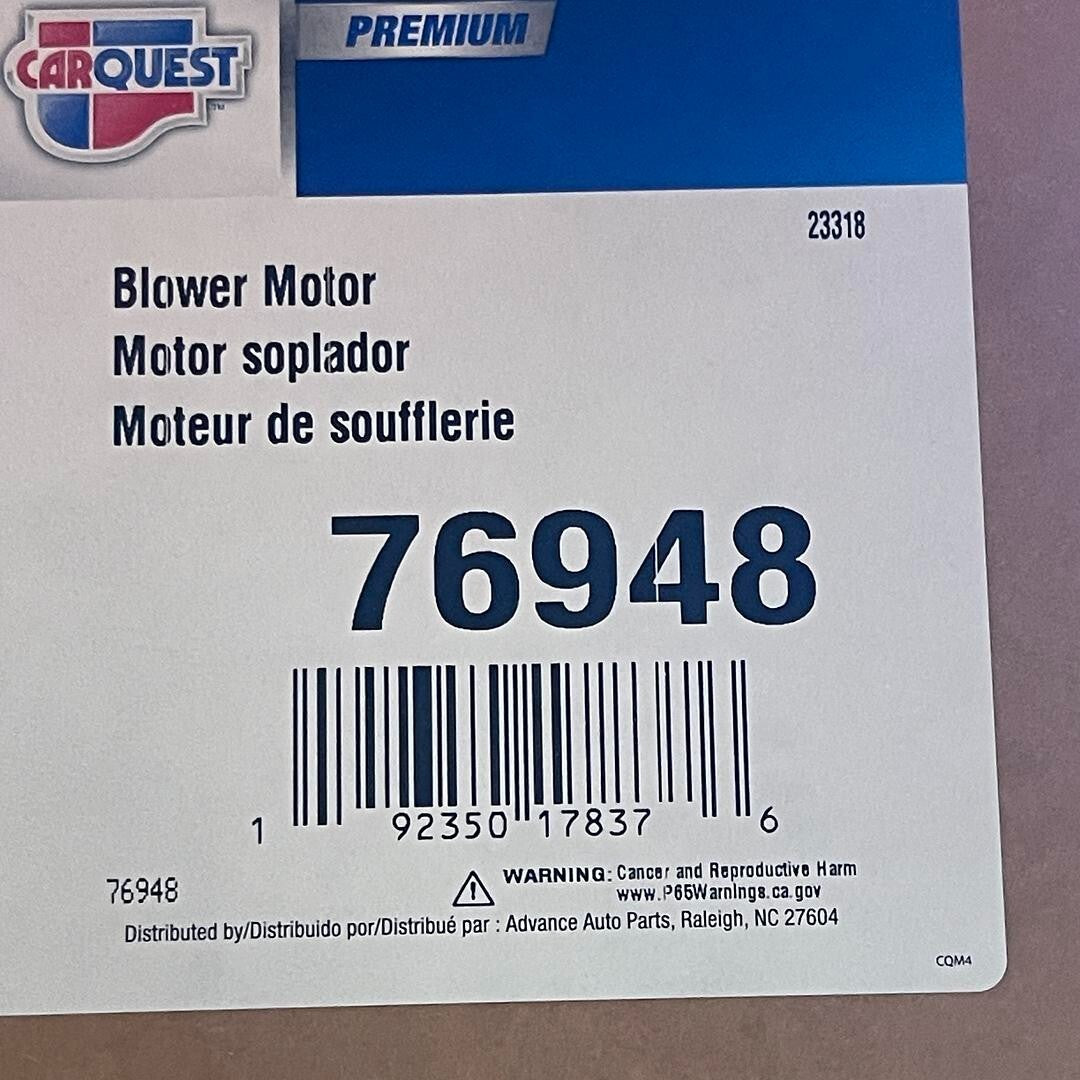 CARQUEST
TM
PREMIUM
23318
Blower Motor
Motor soplador
Moteur de soufflerie
76948
1 92350 17837 6
76948
WARNING: Cancer and Reproductive Harm
www.P65Warnings.ca.gov
Distributed by/Distribuido por/Distribué par : Advance Auto Parts, Raleigh, NC 27604
CQM4